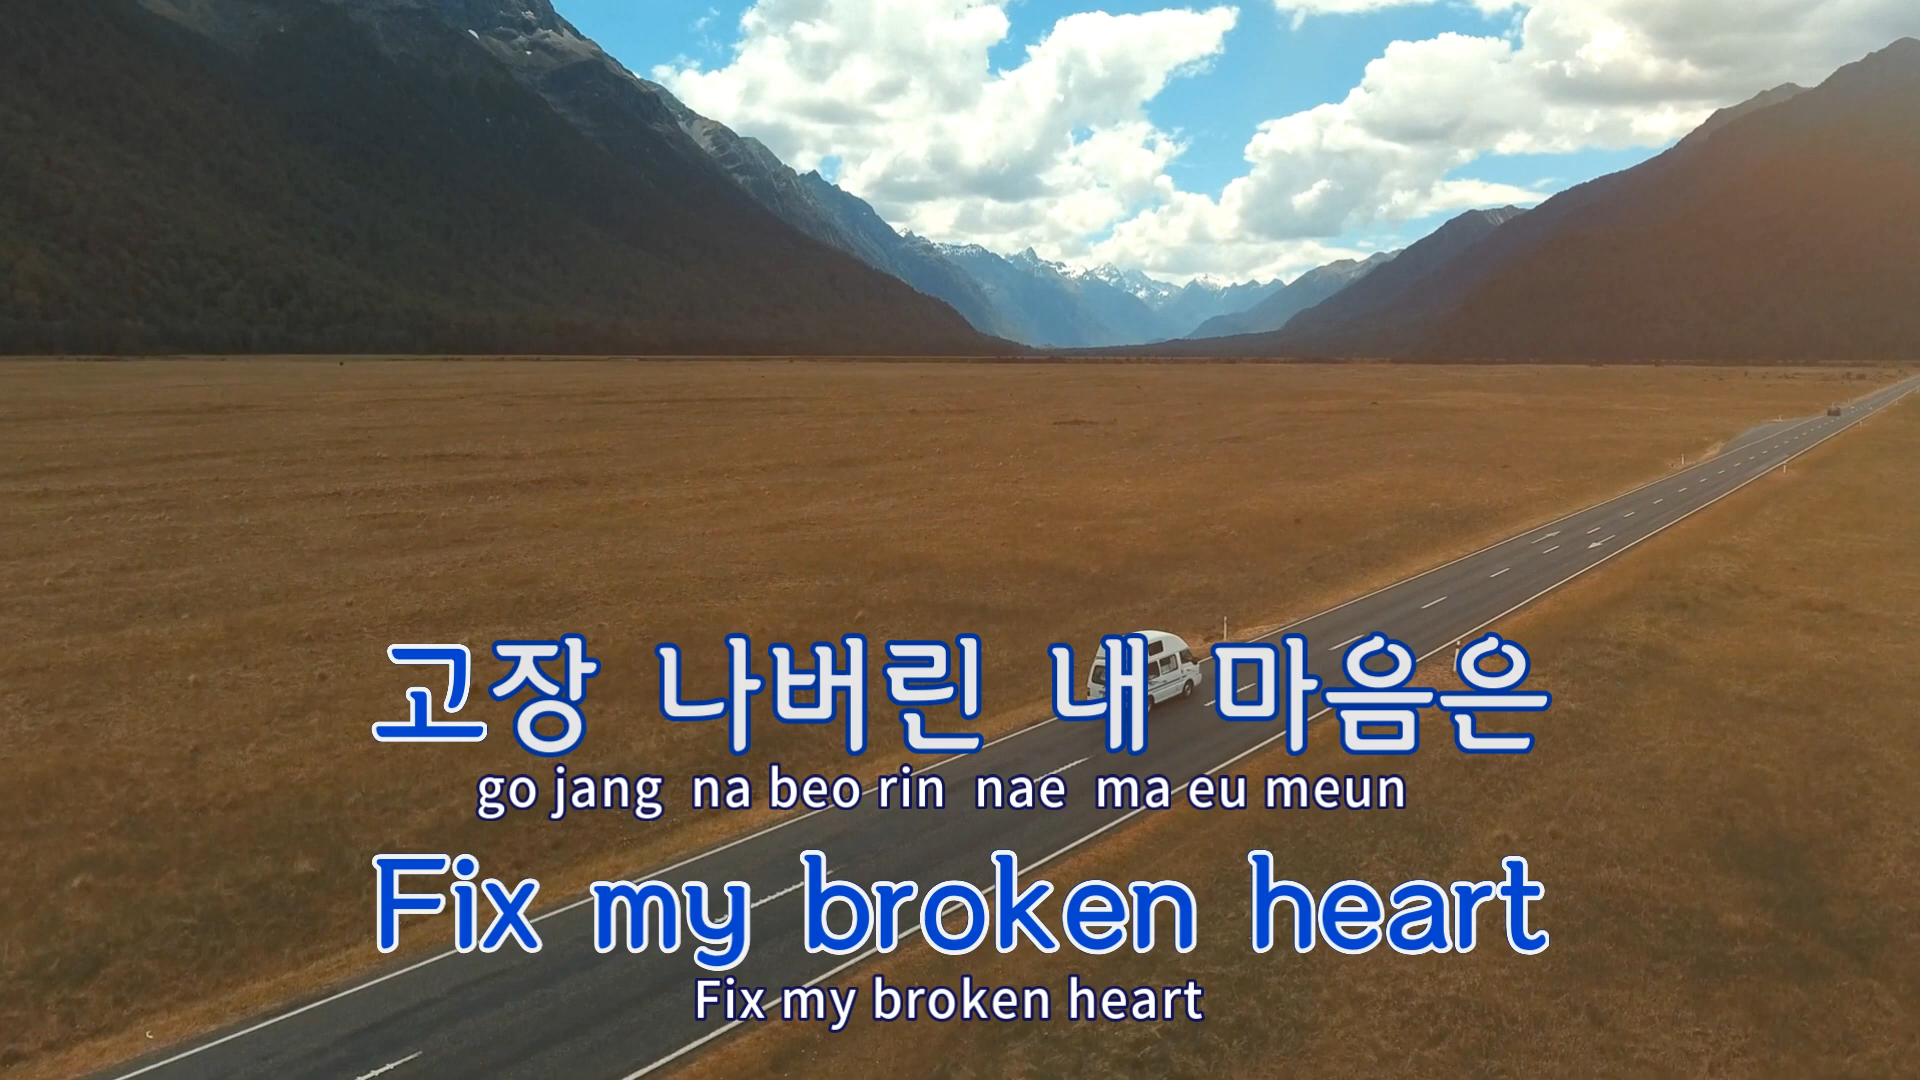 고장 나버린 내 마음은
go jang na beo rin nae ma eu meun
Fix my broken heart
Fix my broken heart